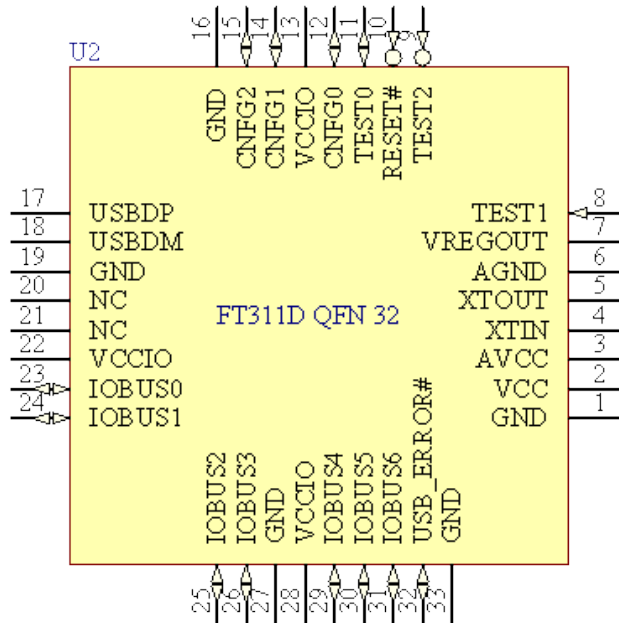 16 15 14 13 12 11 10 9
U2
GND CNFG2 CNFG1 VCCIO CNFG0 TEST0 RESET# TEST2
17 USBDP TEST1 8
18 USBDM VREGOUT 7
19 GND AGND 6
20 NC XTOUT 5
FT311D QFN 32
21 NC XTIN 4
22 VCCIO AVCC 3
23 IOBUS0 VCC 2
24 IOBUS1 GND 1
IOBUS2 IOBUS3 GND VCCIO IOBUS4 IOBUS5 IOBUS6 USB_ERROR# GND
25 26 27 28 29 30 31 32 33